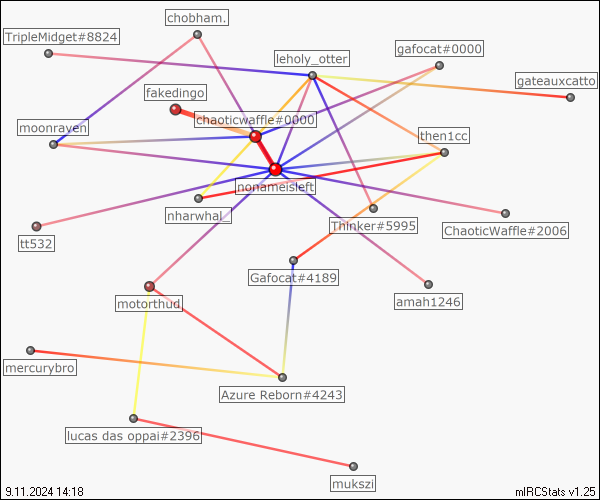 chobham.
TripleMidget#8824
leholy_otter
gafocat#0000
gateauxcatto
fakedingo
chaoticwaffle#0000
moonraven
then1cc
nonameisleft
nharwhal_
Thinker#5995
ChaoticWaffle#2006
tt532
Gafocat#4189
amah1246
motorthud
mercurybro
Azure Reborn#4243
lucas das oppai#2396
mukszi
9.11.2024 14:18
mIRCStats v1.25